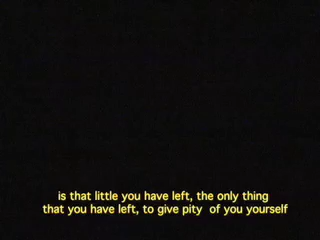 is that little you have left, the only thing
that you have left, to give pity of you yourself